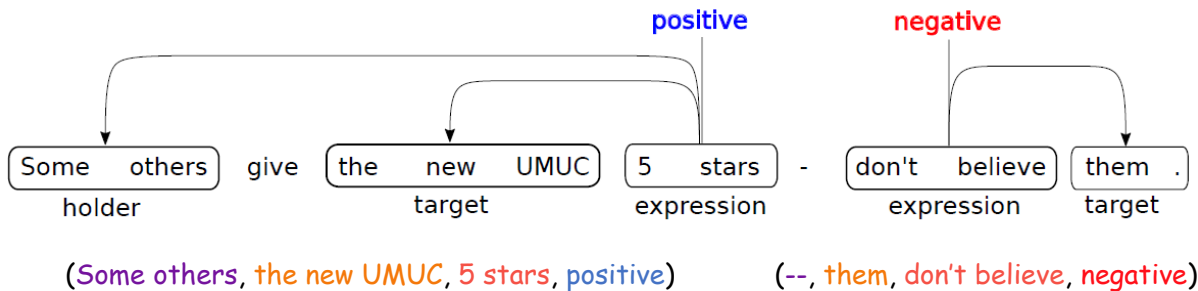 positive negative
Some others give the new UMUC 5 stars - don't believe them .
holder target expression expression target
(Some others, the new UMUC, 5 stars, positive) (--, them, don't believe, negative)